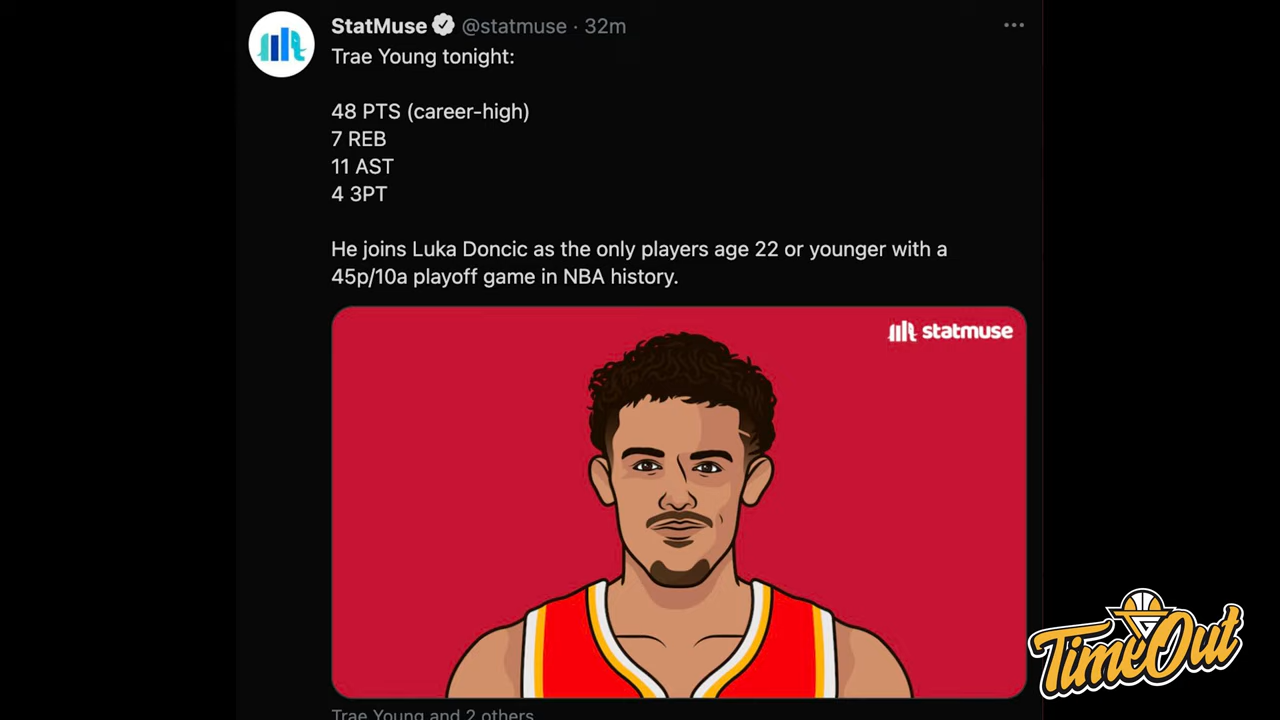 StatMuse @statmuse · 32m
Trae Young tonight:
48 PTS (career-high)
7 REB
11 AST
4 3PT
He joins Luka Doncic as the only players age 22 or younger with a
45p/10a playoff game in NBA history.
statmuse
TimeOut
Trae Young and 2 others